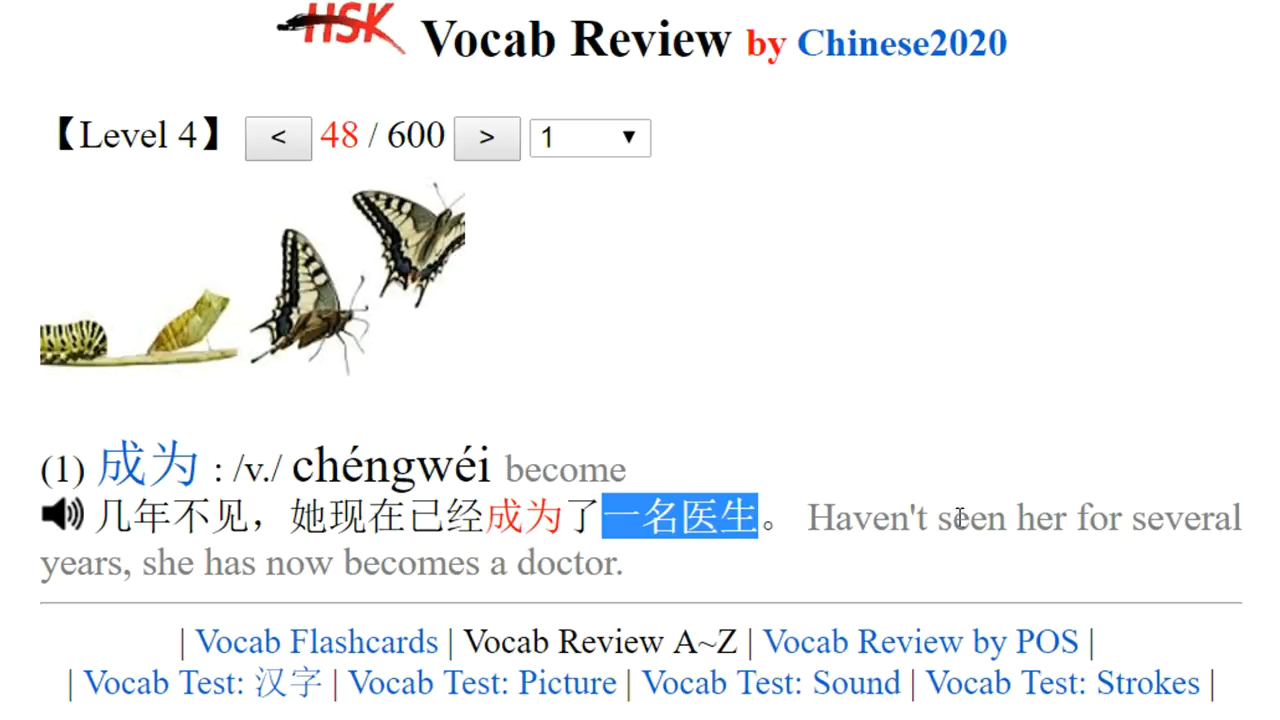 HSK Vocab Review by Chinese2020
【Level 4】 < 48 / 600 > 1 ▼
(1) 成为 : /v./ chéngwéi become
几年不见，她现在已经成为了一名医生。 Haven't seen her for several
years, she has now becomes a doctor.
| Vocab Flashcards | Vocab Review A~Z | Vocab Review by POS |
| Vocab Test: 汉字 | Vocab Test: Picture | Vocab Test: Sound | Vocab Test: Strokes |